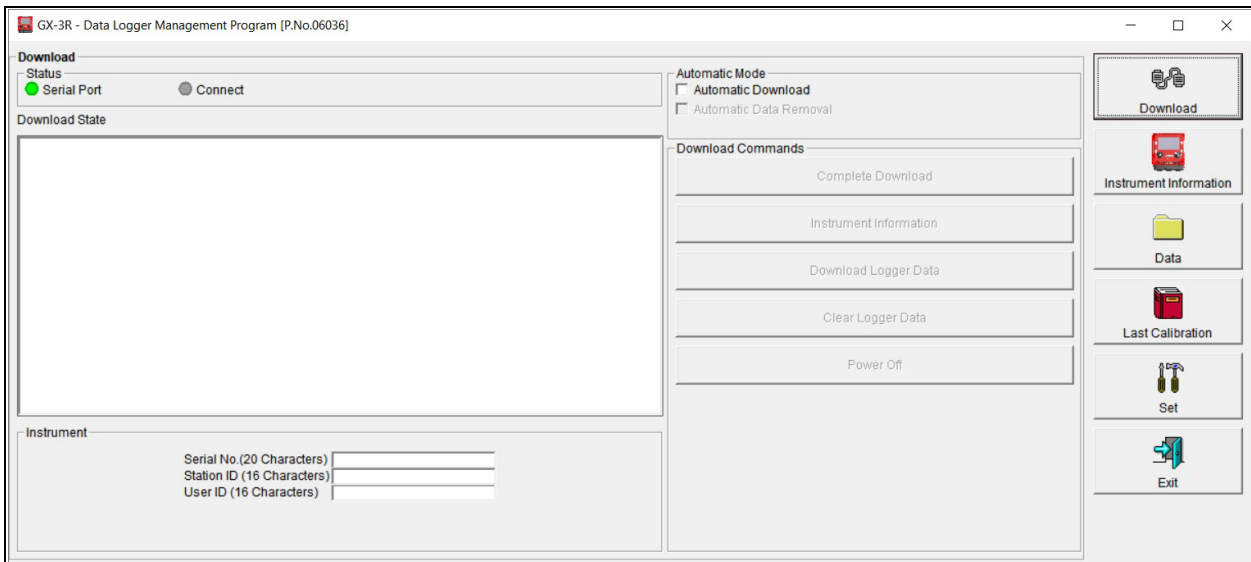 GX-3R - Data Logger Management Program [P.No.06036]
Download
Status
Serial Port
Connect
Download State
Automatic Mode
Automatic Download
Automatic Data Removal
Download Commands
Complete Download
Instrument Information
Download Logger Data
Clear Logger Data
Power Off
Instrument
Serial No.(20 Characters)
Station ID (16 Characters)
User ID (16 Characters)
Download
Instrument Information
Data
Last Calibration
Set
Exit